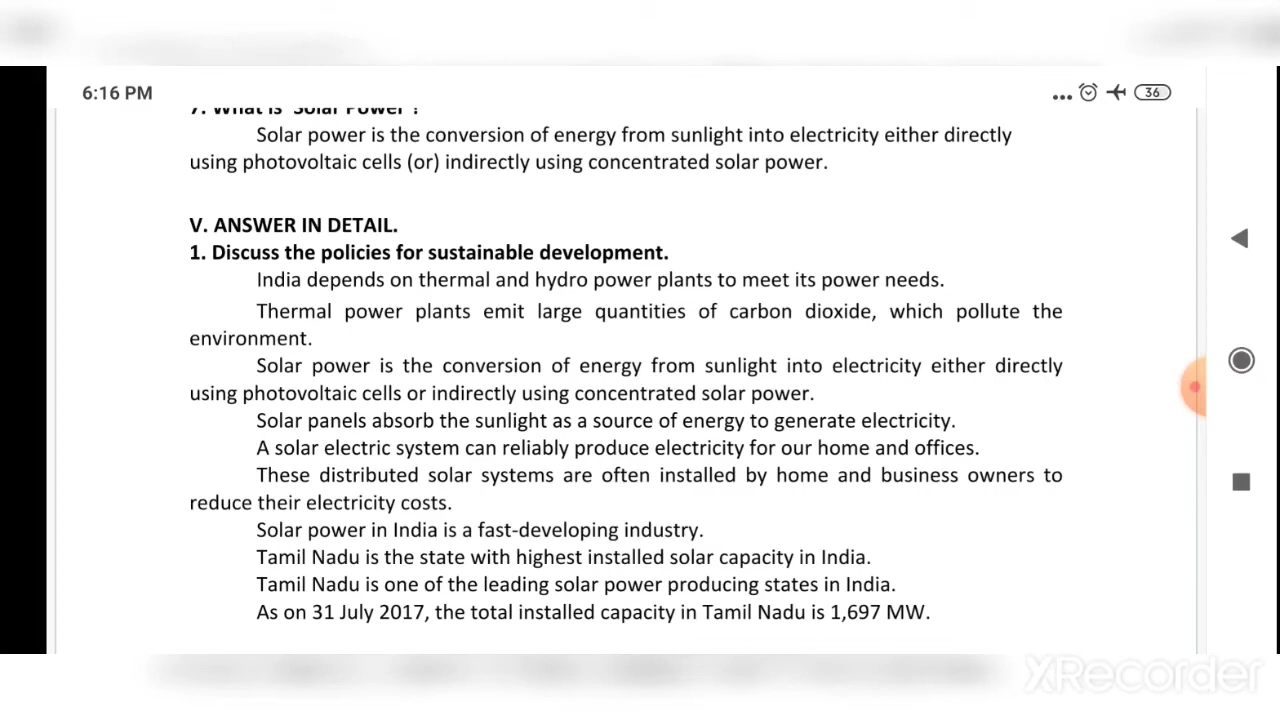 6:16 PM
36
7. What is 'Solar Power'?
Solar power is the conversion of energy from sunlight into electricity either directly
using photovoltaic cells (or) indirectly using concentrated solar power.
V. ANSWER IN DETAIL.
1. Discuss the policies for sustainable development.
India depends on thermal and hydro power plants to meet its power needs.
Thermal power plants emit large quantities of carbon dioxide, which pollute the
environment.
Solar power is the conversion of energy from sunlight into electricity either directly
using photovoltaic cells or indirectly using concentrated solar power.
Solar panels absorb the sunlight as a source of energy to generate electricity.
A solar electric system can reliably produce electricity for our home and offices.
These distributed solar systems are often installed by home and business owners to
reduce their electricity costs.
Solar power in India is a fast-developing industry.
Tamil Nadu is the state with highest installed solar capacity in India.
Tamil Nadu is one of the leading solar power producing states in India.
As on 31 July 2017, the total installed capacity in Tamil Nadu is 1,697 MW.
XRecorder